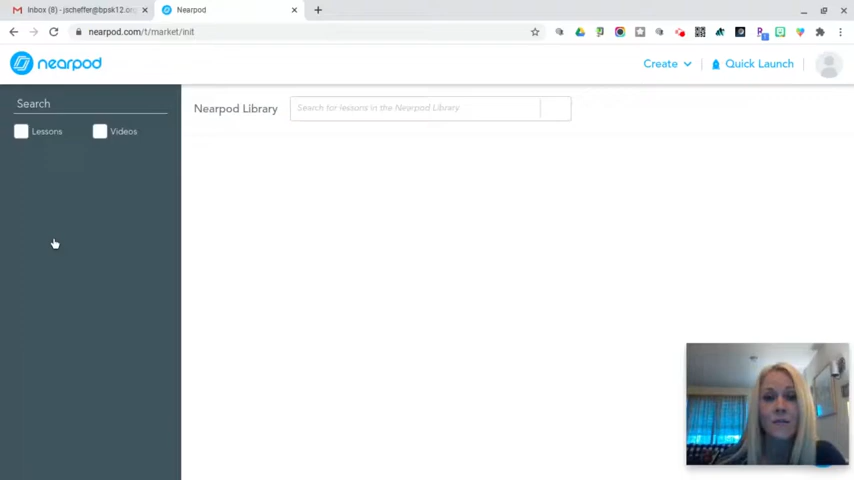 Inbox (8) - jscheffer@bpsk12.org
Nearpod
nearpod.com/t/market/init
nearpod
Create
Quick Launch
Search
Lessons
Videos
Nearpod Library
Search for lessons in the Nearpod Library